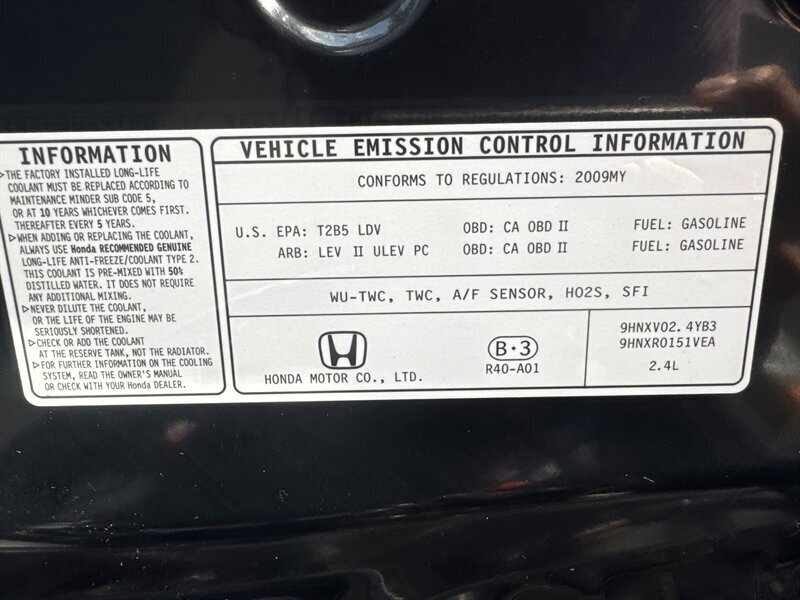 INFORMATION
▷THE FACTORY INSTALLED LONG-LIFE
COOLANT MUST BE REPLACED ACCORDING TO
MAINTENANCE MINDER SUB CODE 5,
OR AT 10 YEARS WHICHEVER COMES FIRST.
THEREAFTER EVERY 5 YEARS.
▷WHEN ADDING OR REPLACING THE COOLANT,
ALWAYS USE Honda RECOMMENDED GENUINE
LONG-LIFE ANTI-FREEZE/COOLANT TYPE 2.
THIS COOLANT IS PRE-MIXED WITH 50%
DISTILLED WATER. IT DOES NOT REQUIRE
ANY ADDITIONAL MIXING.
▷NEVER DILUTE THE COOLANT,
OR THE LIFE OF THE ENGINE MAY BE
SERIOUSLY SHORTENED.
▷CHECK OR ADD THE COOLANT
AT THE RESERVE TANK, NOT THE RADIATOR.
▷FOR FURTHER INFORMATION ON THE COOLING
SYSTEM, READ THE OWNER'S MANUAL
OR CHECK WITH YOUR Honda DEALER.
VEHICLE EMISSION CONTROL INFORMATION
CONFORMS TO REGULATIONS: 2009MY
U.S. EPA: T2B5 LDV OBD: CA OBD II FUEL: GASOLINE
ARB: LEV II ULEV PC OBD: CA OBD II FUEL: GASOLINE
WU-TWC, TWC, A/F SENSOR, HO2S, SFI
HONDA MOTOR CO., LTD.
B·3
R40-A01
9HNXV02.4YB3
9HNXR0151VEA
2.4L